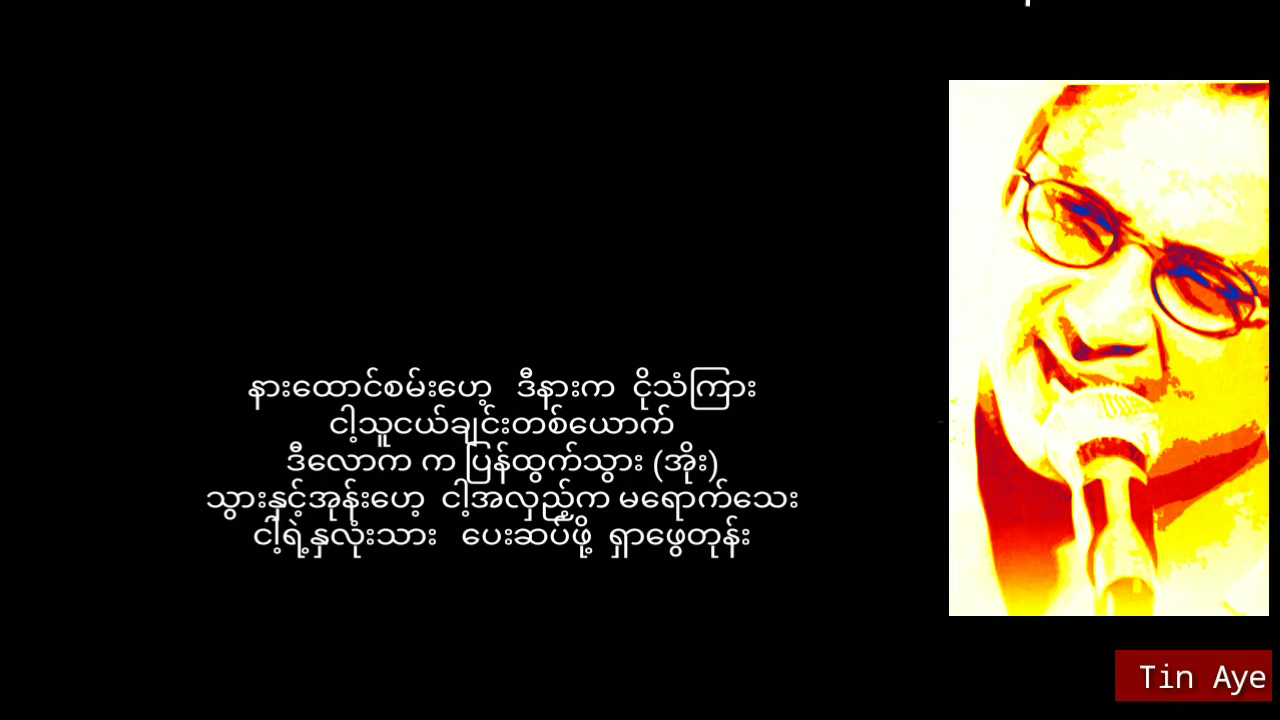 နားထောင်စမ်းဟေ့ ဒီနားက ငိုသံကြား
ငါ့သူငယ်ချင်းတစ်ယောက်
ဒီလောက က ပြန်ထွက်သွား (အိုး)
သွားနှင့်အုန်းဟေ့ ငါ့အလှည့်က မရောက်သေး
ငါ့ရဲ့နှလုံးသား ပေးဆပ်ဖို့ ရှာဖွေတုန်း
Tin Aye